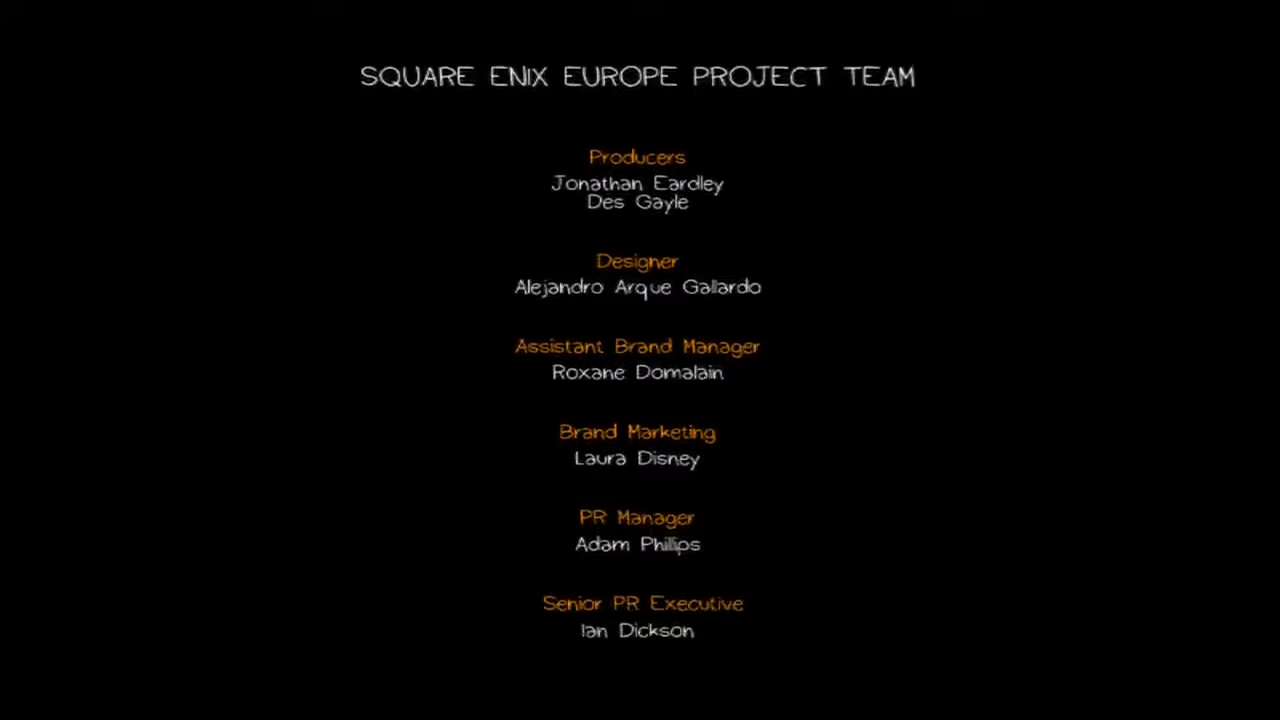 SQUARE ENIX EUROPE PROJECT TEAM
Producers
Jonathan Eardley
Des Gayle
Designer
Alejandro Arque Gallardo
Assistant Brand Manager
Roxane Domalain
Brand Marketing
Laura Disney
PR Manager
Adam Phillips
Senior PR Executive
Ian Dickson